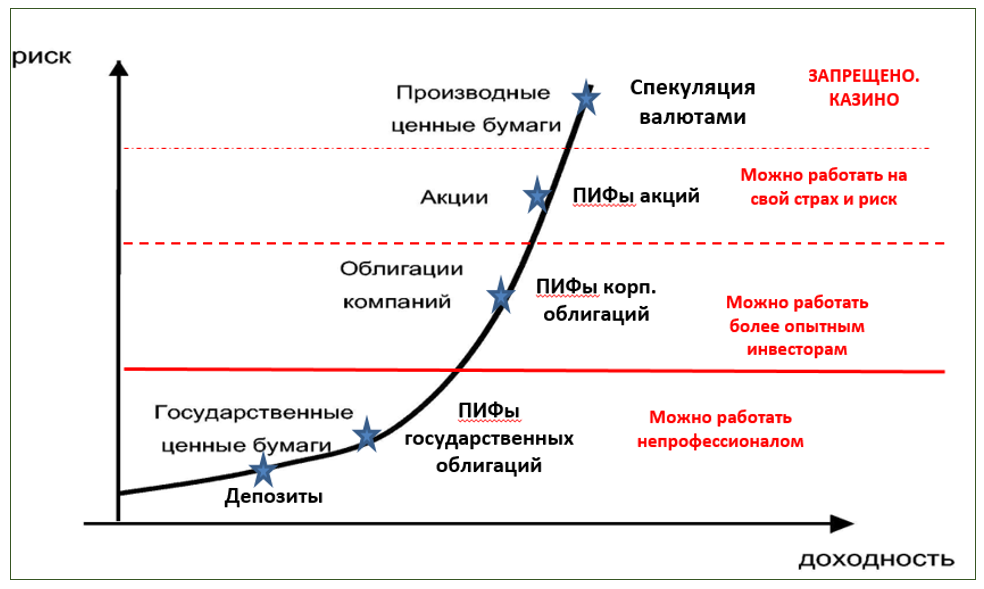 риск
Производные
ценные бумаги
Спекуляция
валютами
ЗАПРЕЩЕНО.
КАЗИНО
Акции
ПИФы акций
Можно работать на
свой страх и риск
Облигации
компаний
ПИФы корп.
облигаций
Можно работать
более опытным
инвесторам
Государственные
ценные бумаги
ПИФы
государственных
облигаций
Можно работать
непрофессионалом
Депозиты
доходность